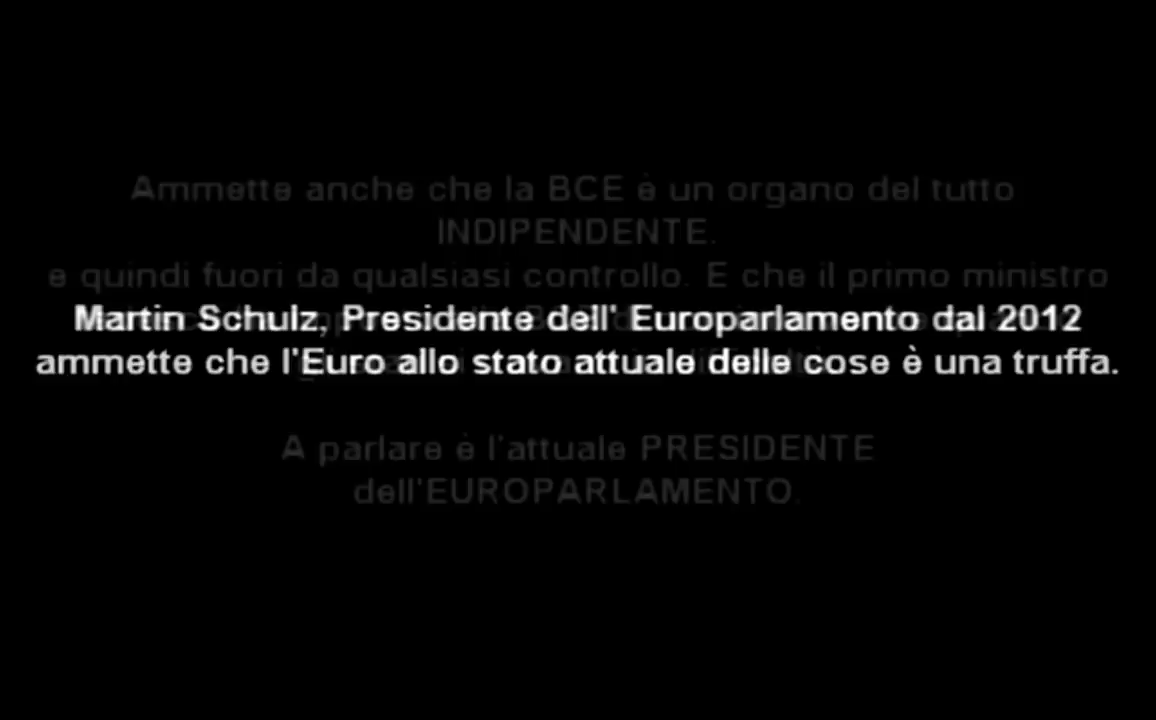 Ammette anche che la BCE è un organo del tutto
INDIPENDENTE.
e quindi fuori da qualsiasi controllo. E che il primo ministro
Martin Schulz, Presidente dell' Europarlamento dal 2012
ammette che l'Euro allo stato attuale delle cose è una truffa.
A parlare è l'attuale PRESIDENTE
dell'EUROPARLAMENTO.